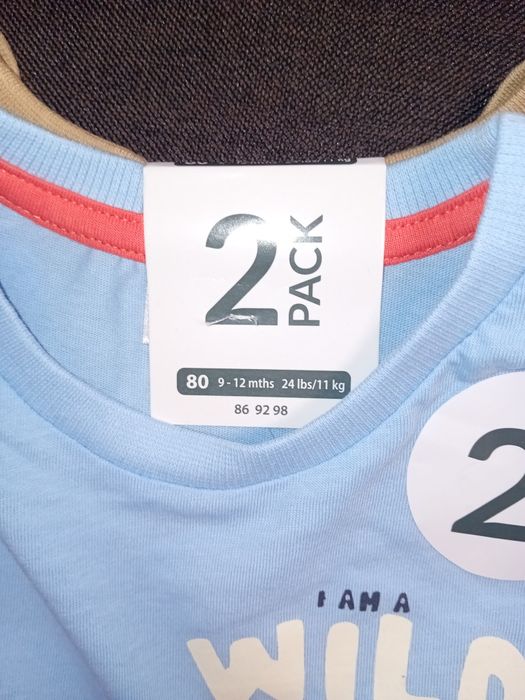 2 PACK
80 9 - 12 mths 24 lbs/11 kg
86 92 98
2
I AM A